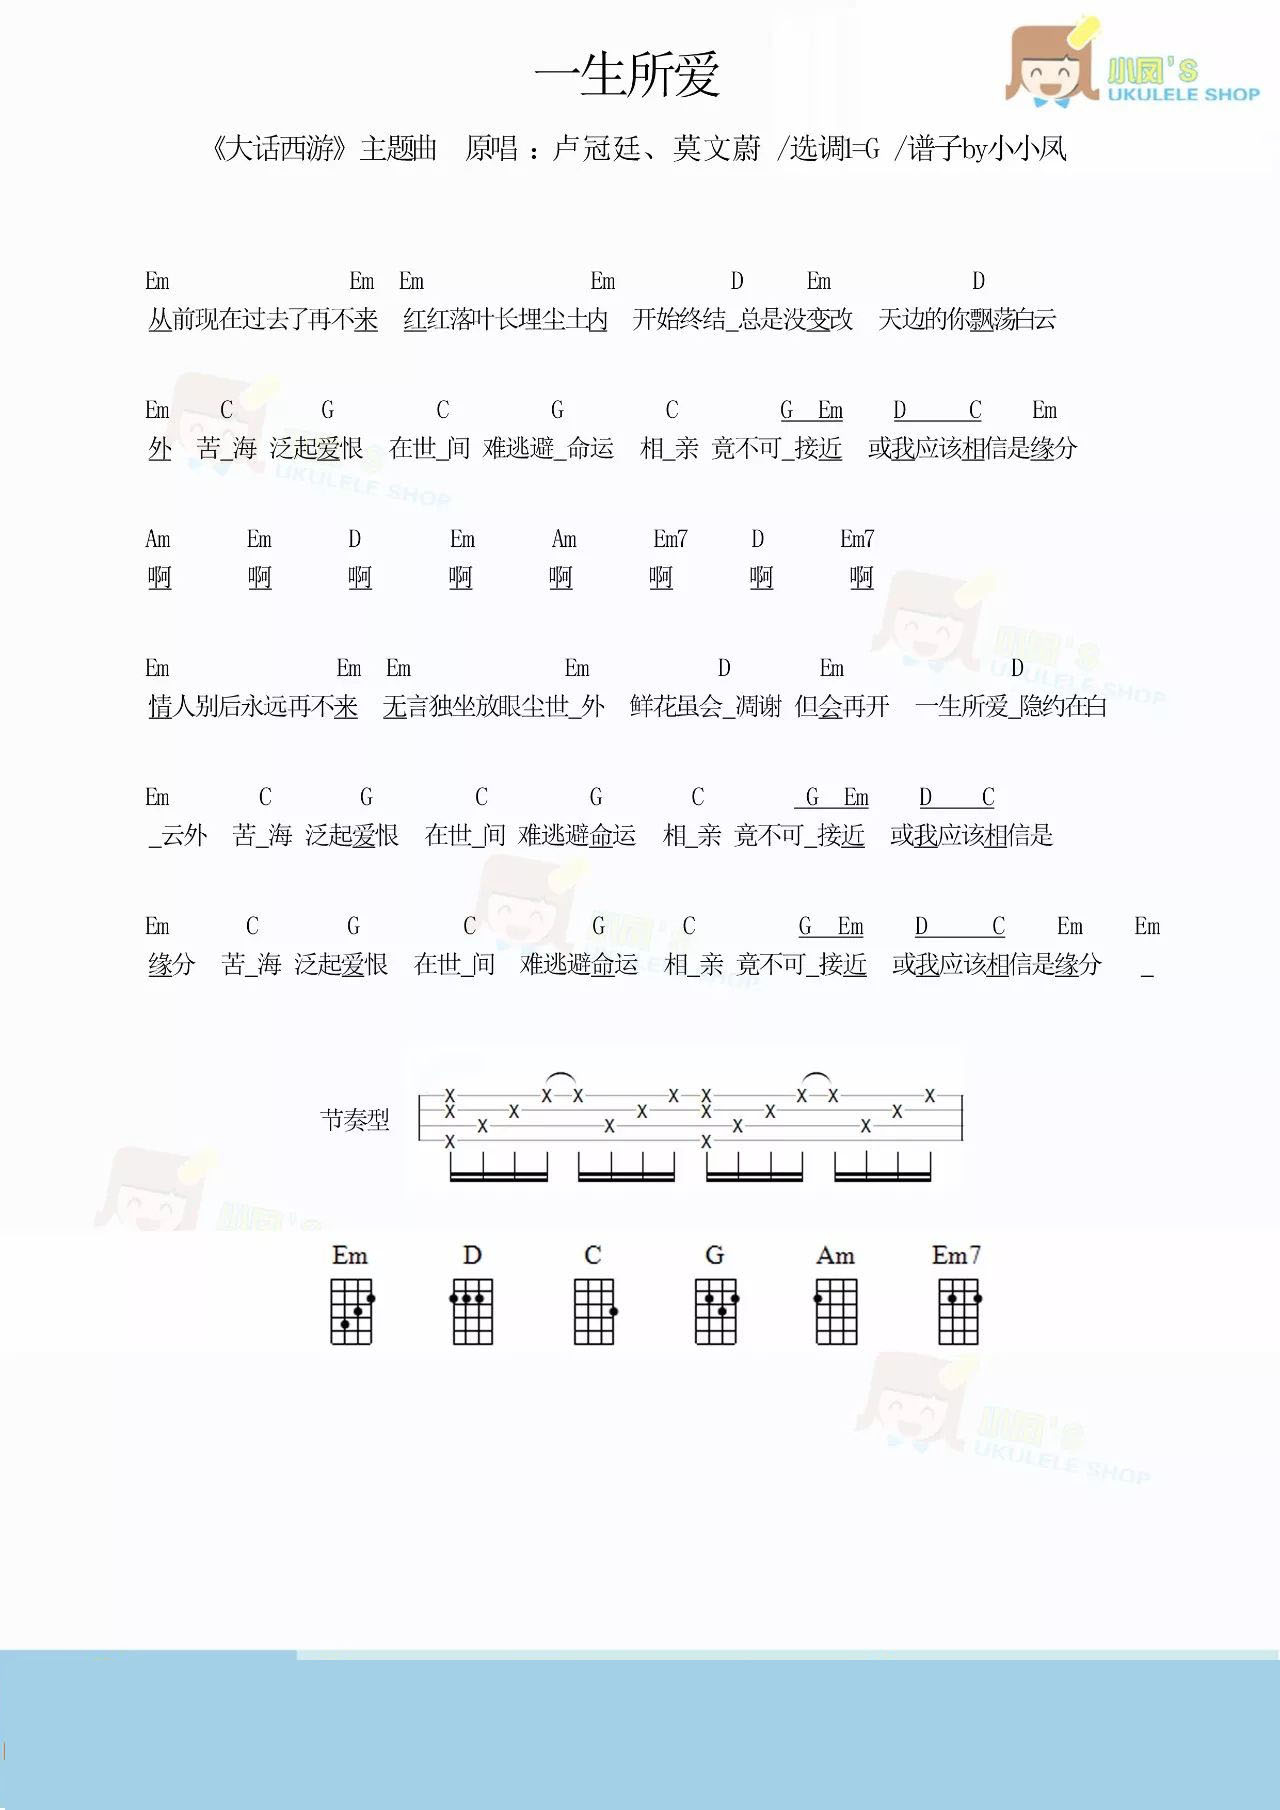 一生所爱
小凤's
UKULELE SHOP
《大话西游》主题曲 原唱：卢冠廷、莫文蔚 /选调1=G /谱子by小小凤
Em Em Em Em D Em D
从前现在过去了再不来 红红落叶长埋尘土内 开始终结_总是没变改 天边的你飘荡白云
Em C G C G C G Em D C Em
外 苦_海 泛起爱恨 在世_间 难逃避_命运 相_亲 竟不可_接近 或我应该相信是缘分
Am Em D Em Am Em7 D Em7
啊 啊 啊 啊 啊 啊 啊 啊
Em Em Em Em D Em D
情人别后永远再不来 无言独坐放眼尘世_外 鲜花虽会_凋谢 但会再开 一生所爱_隐约在白
Em C G C G C G Em D C
_云外 苦_海 泛起爱恨 在世_间 难逃避命运 相_亲 竟不可_接近 或我应该相信是
Em C G C G C G Em D C Em Em
缘分 苦_海 泛起爱恨 在世_间 难逃避命运 相_亲 竟不可_接近 或我应该相信是缘分 _
节奏型
Em D C G Am Em7